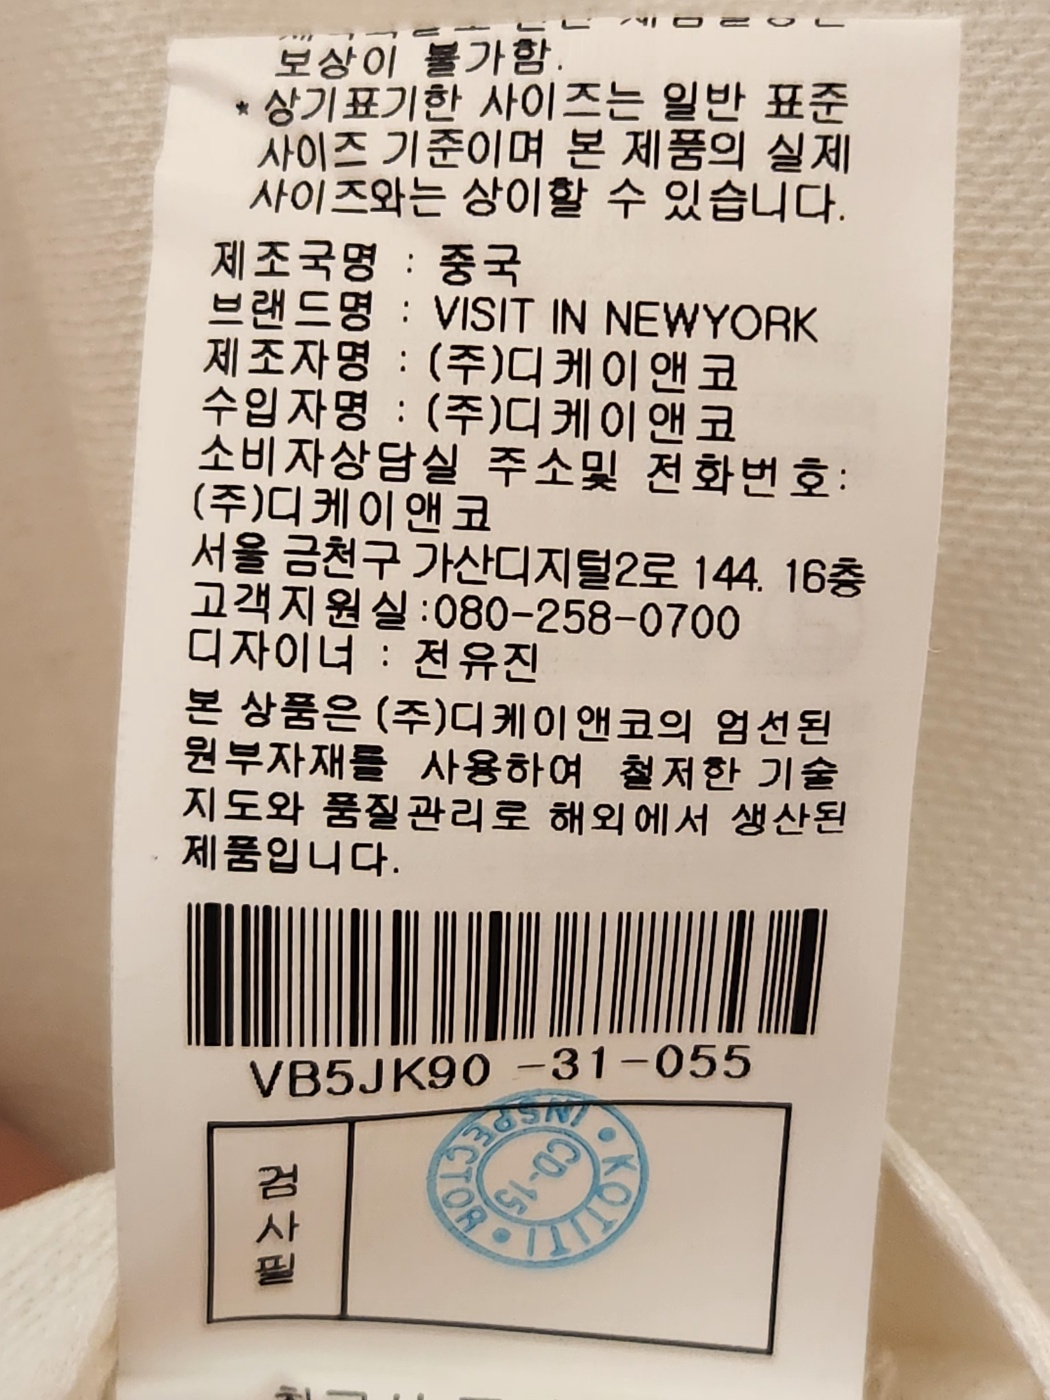 보상이 불가함.
* 상기표기한 사이즈는 일반 표준
사이즈 기준이며 본 제품의 실제
사이즈와는 상이할 수 있습니다.
제조국명 : 중국
브랜드명 : VISIT IN NEWYORK
제조자명 : (주)디케이앤코
수입자명 : (주)디케이앤코
소비자상담실 주소및 전화번호:
(주)디케이앤코
서울 금천구 가산디지털2로 144. 16층
고객지원실:080-258-0700
디자이너 : 전유진
본 상품은 (주)디케이앤코의 엄선된
원부자재를 사용하여 철저한 기술
지도와 품질관리로 해외에서 생산된
제품입니다.
VB5JK90 -31-055
검사필
KOTITI • INSPECTOR •
CO-15